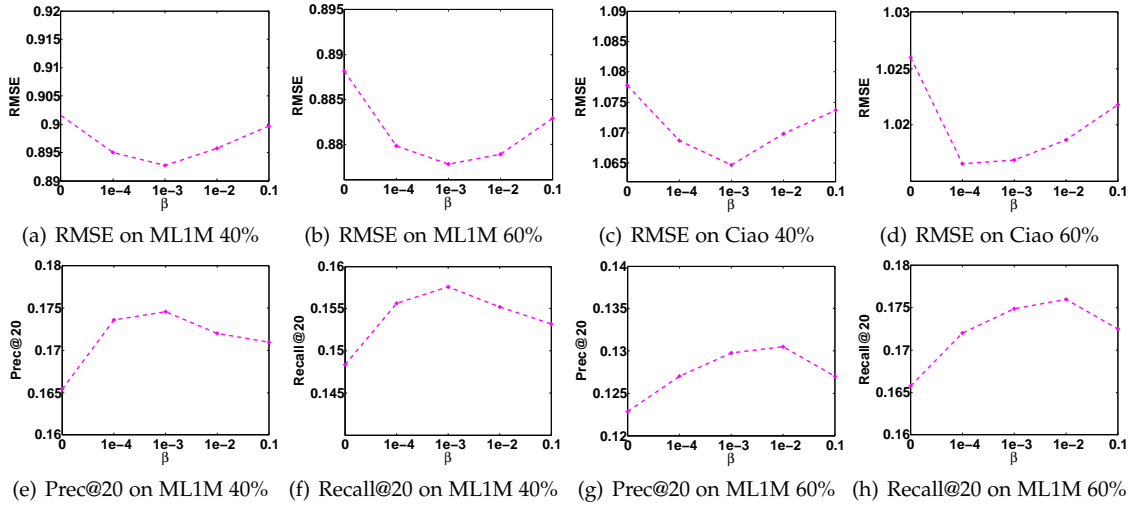 0.92
0.915
0.91
0.905
0.9
0.895
0.89
RMSE
0 1e−4 1e−3 1e−2 0.1
β
(a) RMSE on ML1M 40%
0.895
0.89
0.885
0.88
RMSE
0 1e−4 1e−3 1e−2 0.1
β
(b) RMSE on ML1M 60%
1.09
1.085
1.08
1.075
1.07
1.065
RMSE
0 1e−4 1e−3 1e−2 0.1
β
(c) RMSE on Ciao 40%
1.03
1.025
1.02
RMSE
0 1e−4 1e−3 1e−2 0.1
β
(d) RMSE on Ciao 60%
0.18
0.175
0.17
0.165
0.16
Prec@20
0 1e−4 1e−3 1e−2 0.1
β
(e) Prec@20 on ML1M 40%
0.16
0.155
0.15
0.145
Recall@20
0 1e−4 1e−3 1e−2 0.1
β
(f) Recall@20 on ML1M 40%
0.14
0.135
0.13
0.125
0.12
Prec@20
0 1e−4 1e−3 1e−2 0.1
β
(g) Prec@20 on ML1M 60%
0.18
0.175
0.17
0.165
0.16
Recall@20
0 1e−4 1e−3 1e−2 0.1
β
(h) Recall@20 on ML1M 60%